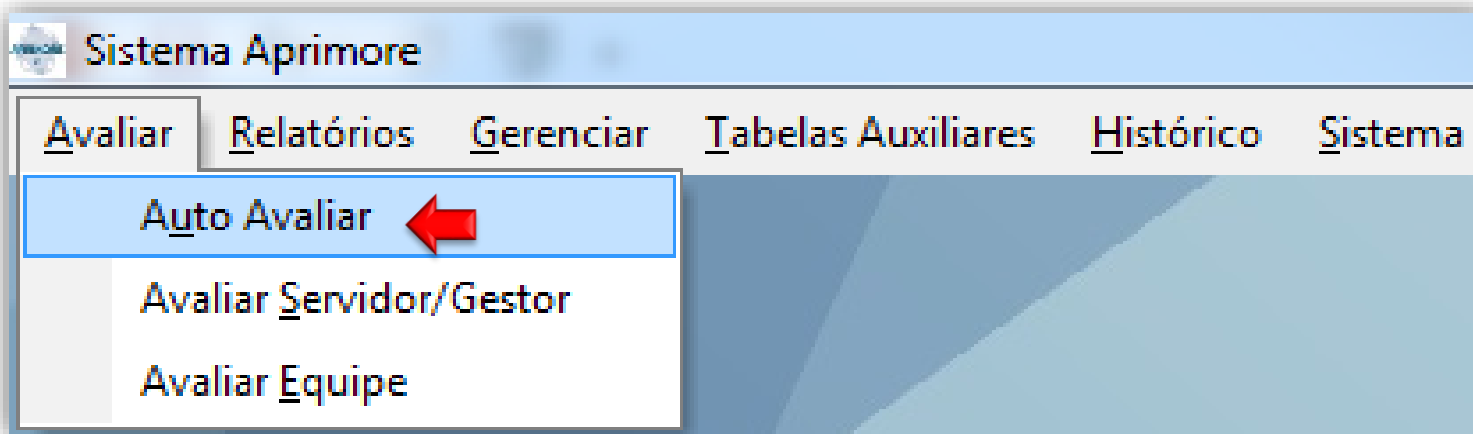 Sistema Aprimore
Avaliar Relatórios Gerenciar Tabelas Auxiliares Histórico Sistema
Auto Avaliar
Avaliar Servidor/Gestor
Avaliar Equipe